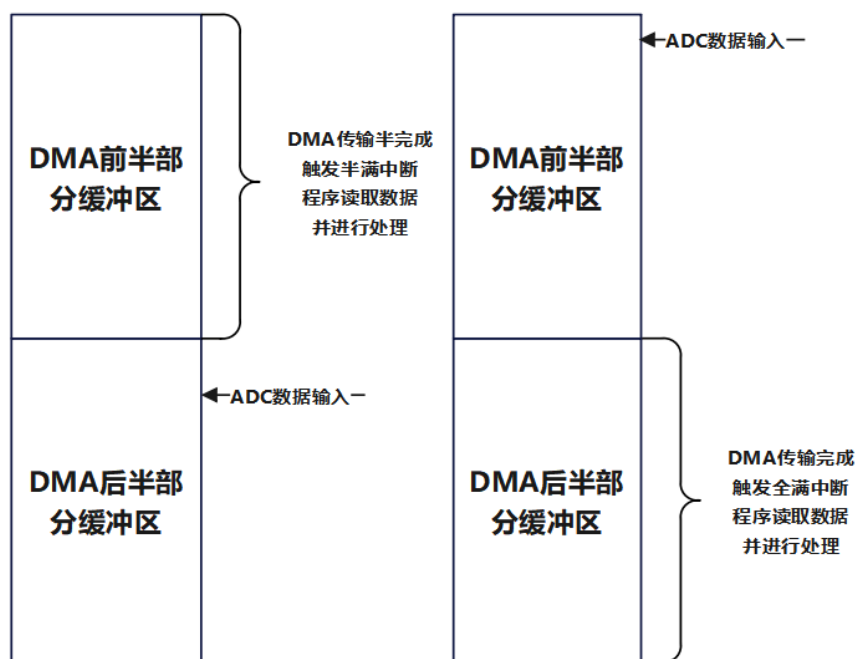 DMA前半部
分缓冲区
DMA传输半完成
触发半满中断
程序读取数据
并进行处理
ADC数据输入
DMA后半部
分缓冲区
ADC数据输入
DMA前半部
分缓冲区
DMA后半部
分缓冲区
DMA传输完成
触发全满中断
程序读取数据
并进行处理